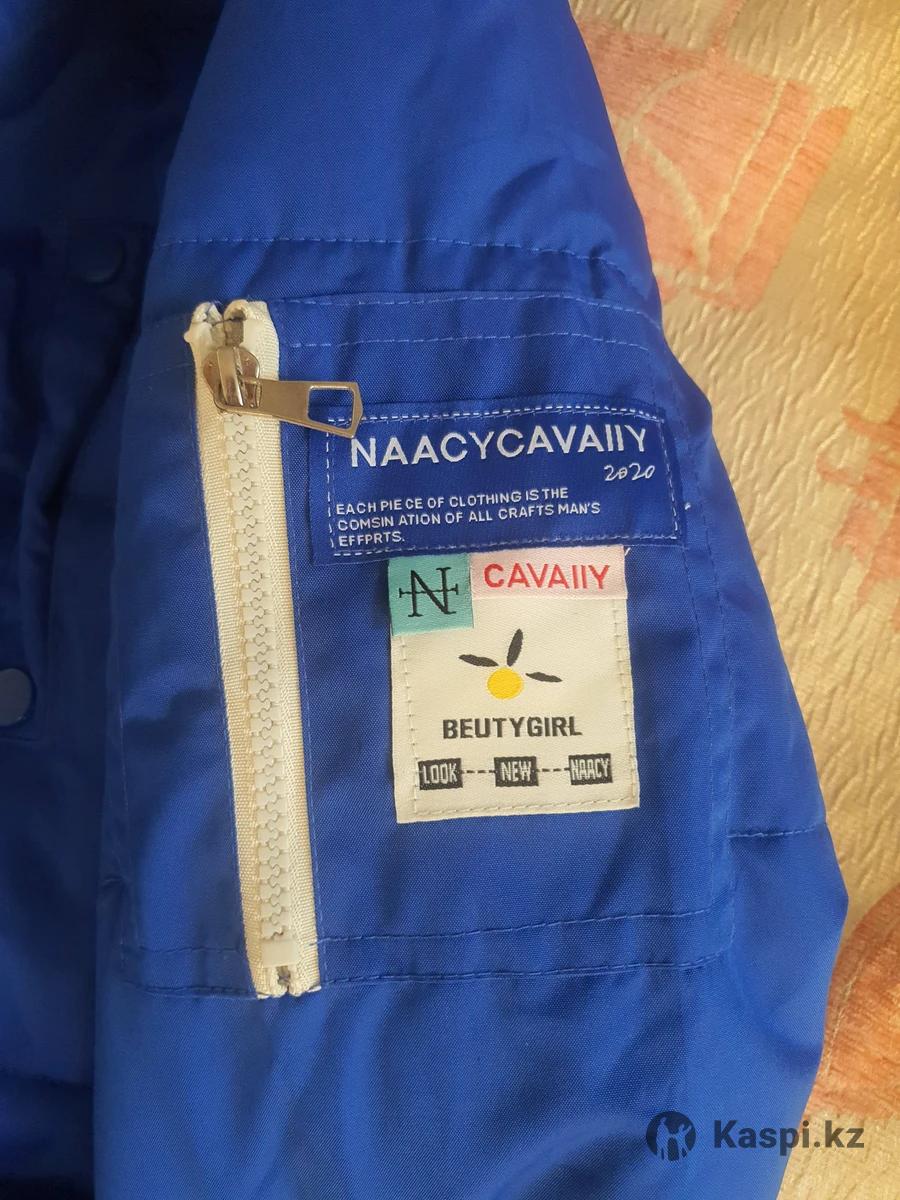 NAACYCAVAIIY
2020
EACH PIE CE OF CLOTHING IS THE
COMSIN ATION OF ALL CRAFTS MAN'S
EFFPRTS.
N CAVAIIY
BEUTYGIRL
LOOK---NEW---NAACY
Kaspi.kz